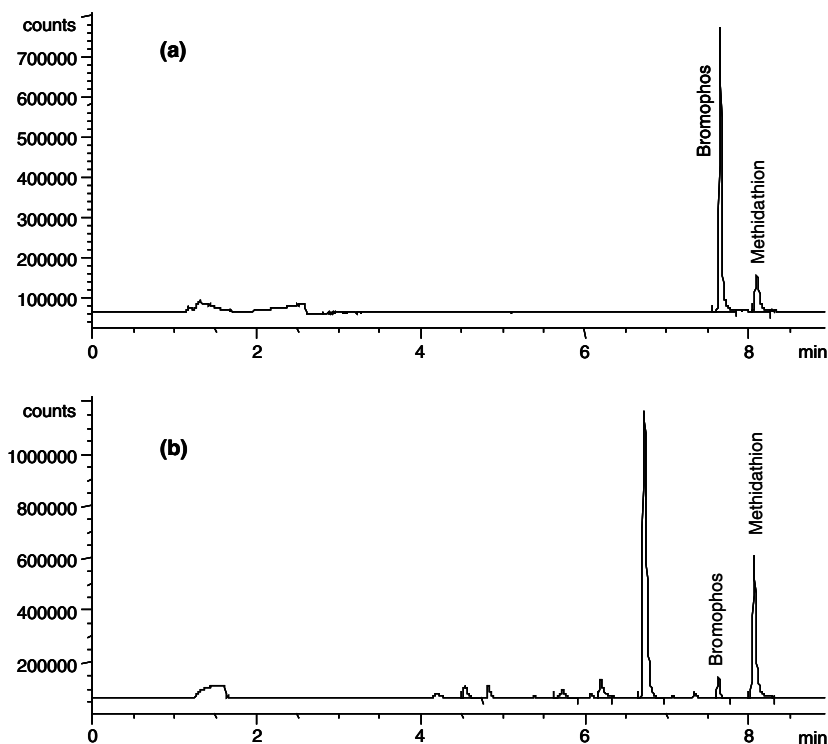 counts
(a)
700000
600000
500000
400000
300000
200000
100000
Bromophos
Methidathion
0 2 4 6 8 min
counts
(b)
1000000
800000
600000
400000
200000
Bromophos
Methidathion
0 2 4 6 8 min